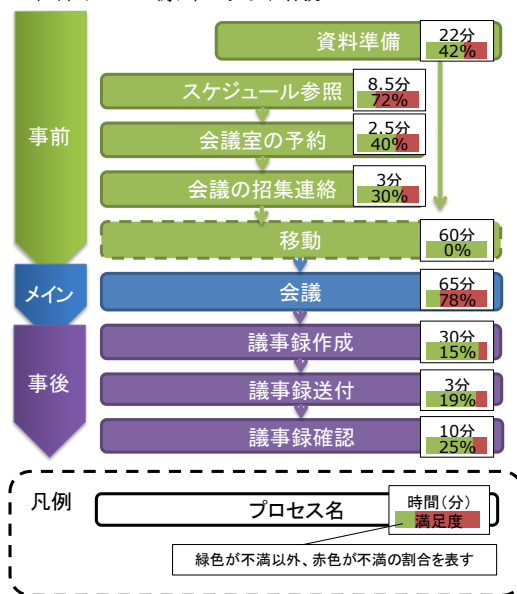 資料準備
22分
42%
スケジュール参照
8.5分
72%
事前
会議室の予約
2.5分
40%
会議の招集連絡
3分
30%
移動
60分
0%
メイン
会議
65分
78%
議事録作成
30分
15%
事後
議事録送付
3分
19%
議事録確認
10分
25%
凡例
プロセス名
時間(分)
満足度
緑色が不満以外、赤色が不満の割合を表す